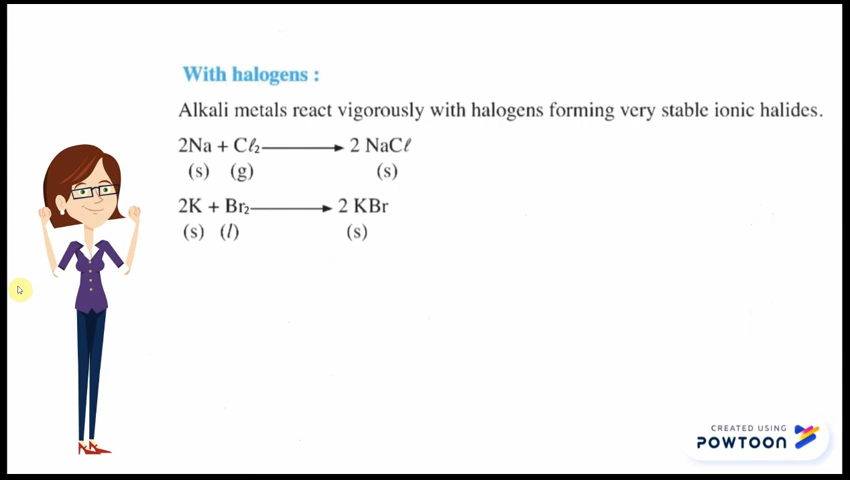 With halogens :
Alkali metals react vigorously with halogens forming very stable ionic halides.
2Na + Cℓ₂ ⟶ 2 NaCℓ
(s) (g) (s)
2K + Br₂ ⟶ 2 KBr
(s) (l) (s)
CREATED USING
POWTOON